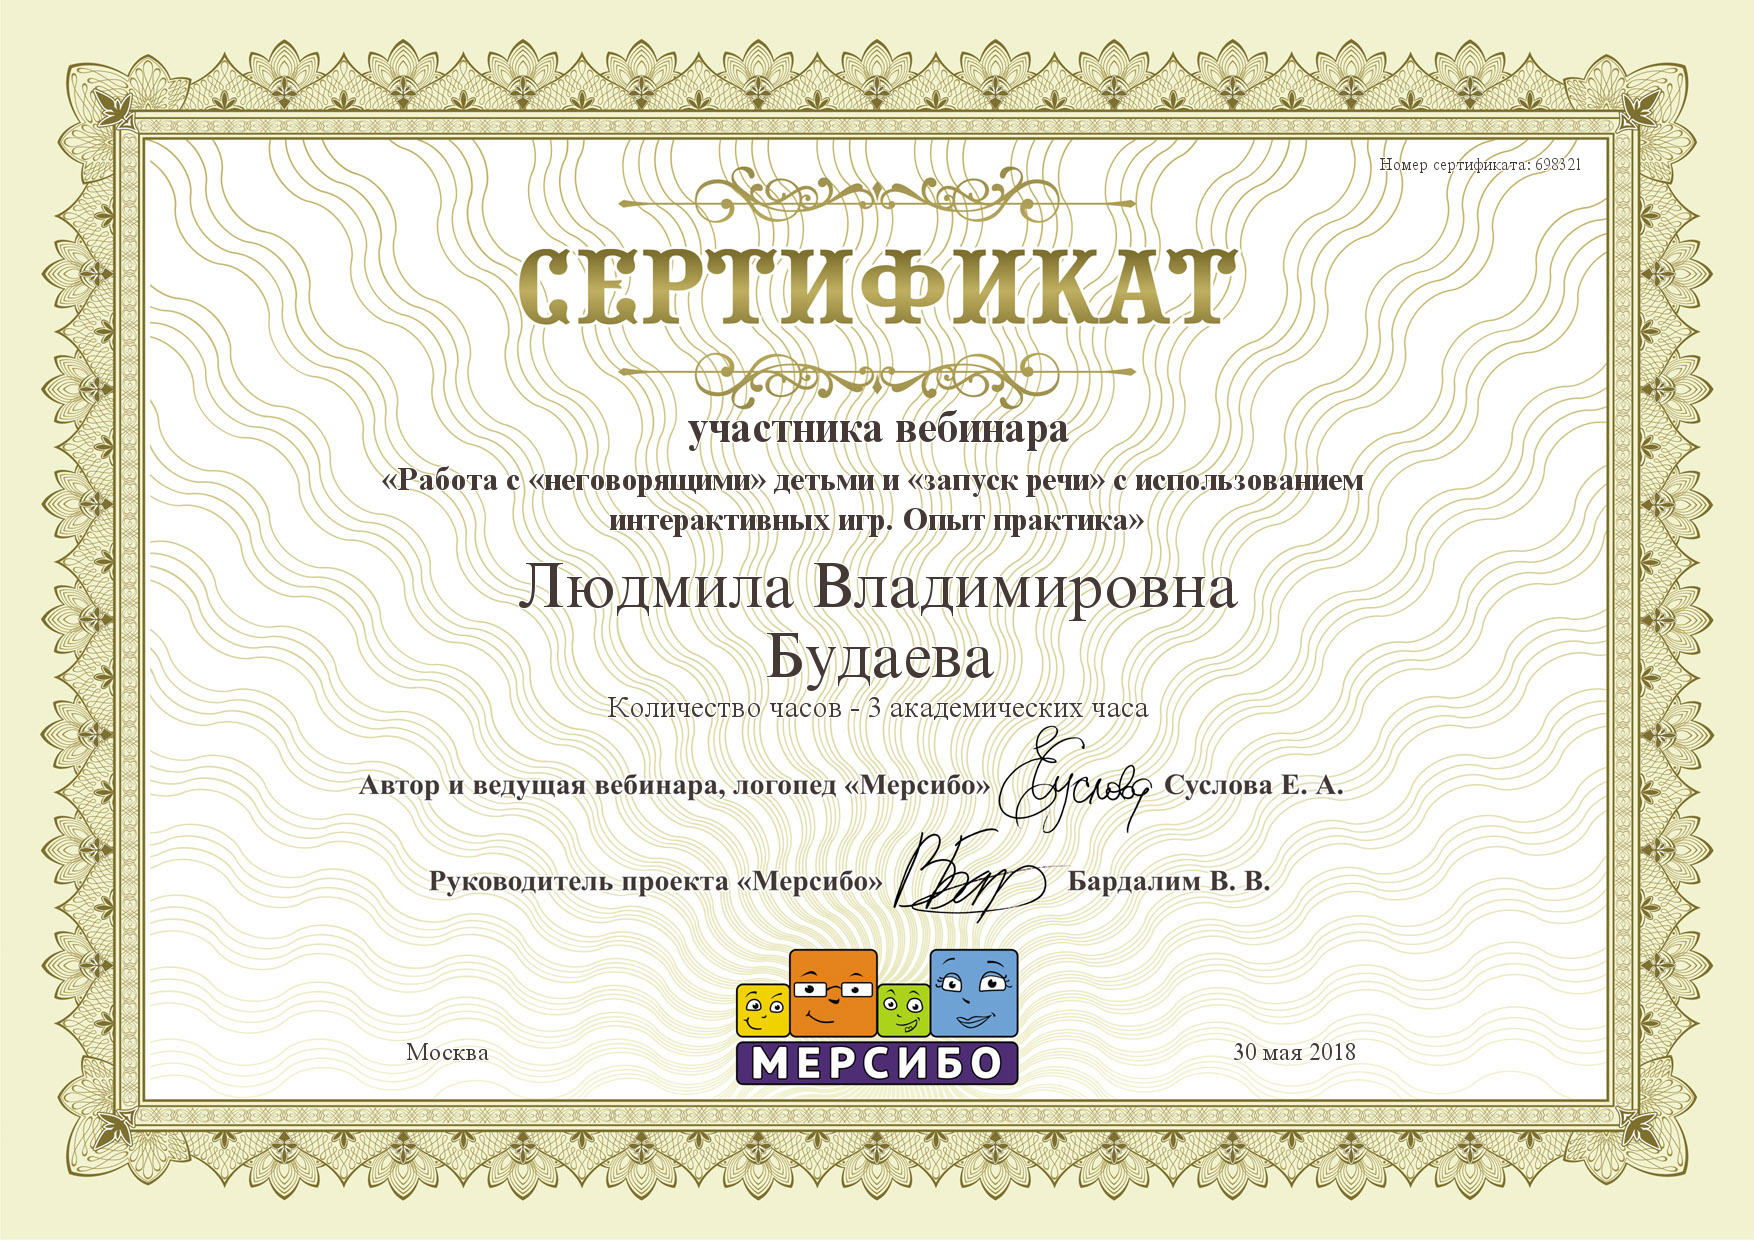 Номер сертификата: 698321
СЕРТИФИКАТ
участника вебинара
«Работа с «неговорящими» детьми и «запуск речи» с использованием
интерактивных игр. Опыт практика»
Людмила Владимировна
Будаева
Количество часов - 3 академических часа
Автор и ведущая вебинара, логопед «Мерсибо» ЕСуслова Суслова Е. А.
Руководитель проекта «Мерсибо» Бардалим В. В.
МЕРСИБО
Москва 30 мая 2018